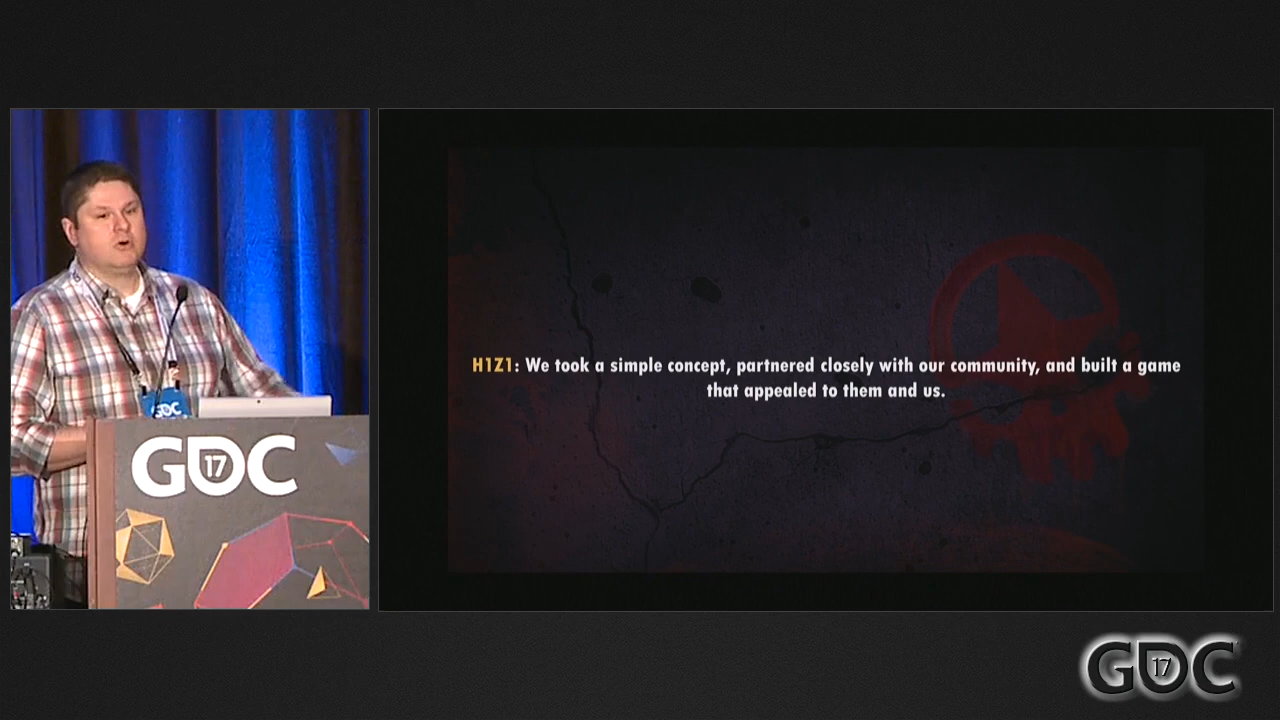 H1Z1: We took a simple concept, partnered closely with our community, and built a game
that appealed to them and us.
GDC
GDC
17
GDC
17